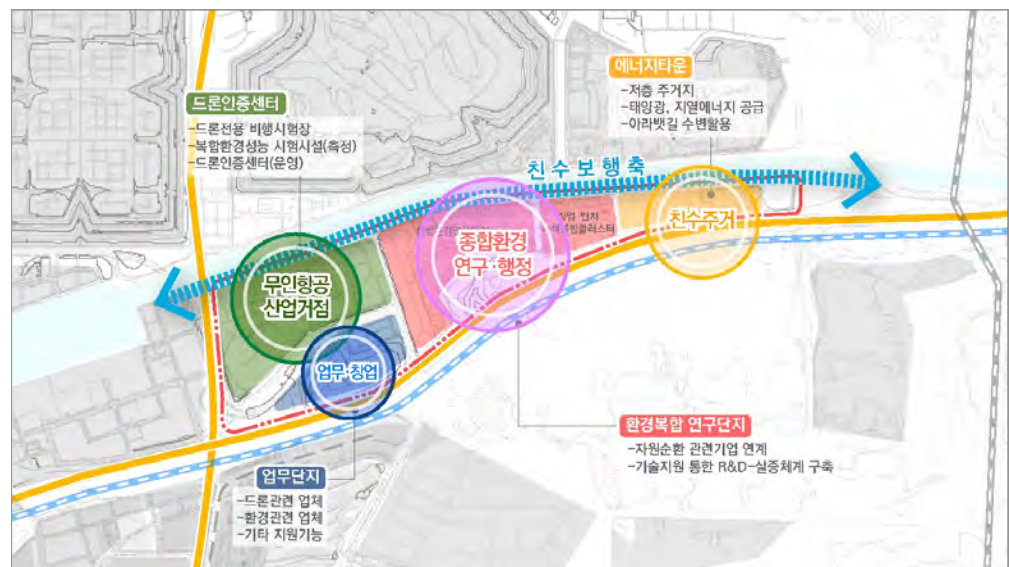 에너지타운
-저층 주거지
-태양광, 지열에너지 공급
-아라뱃길 수변활용
드론인증센터
-드론전용 비행시험장
-복합환경성능 시험시설(측정)
-드론인증센터(운영)
친수보행축
친수주거
종합환경
연구·행정
무인항공
산업거점
업무·창업
환경복합 연구단지
-자원순환 관련기업 연계
-기술지원 통한 R&D-실증체계 구축
업무단지
-드론관련 업체
-환경관련 업체
-기타 지원기능